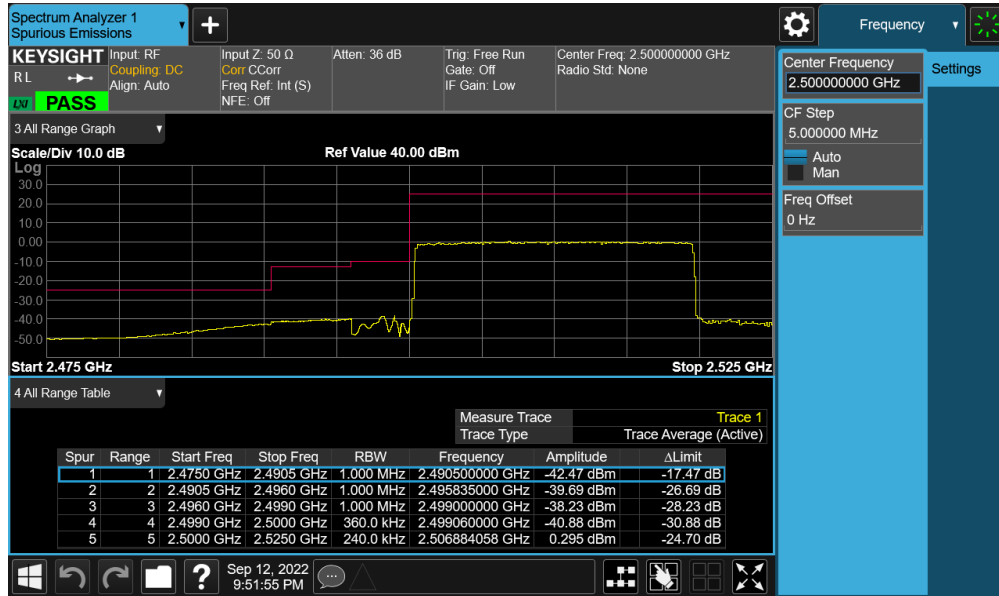 Spectrum Analyzer 1
Spurious Emissions
+
Frequency
KEYSIGHT
R L
LXI PASS
Input: RF
Coupling: DC
Align: Auto
Input Z: 50 Ω
Corr CCorr
Freq Ref: Int (S)
NFE: Off
Atten: 36 dB
Trig: Free Run
Gate: Off
IF Gain: Low
Center Freq: 2.500000000 GHz
Radio Std: None
Center Frequency
2.500000000 GHz
Settings
CF Step
5.000000 MHz
Auto
Man
Freq Offset
0 Hz
3 All Range Graph
Scale/Div 10.0 dB Ref Value 40.00 dBm
Log
30.0
20.0
10.0
0.00
-10.0
-20.0
-30.0
-40.0
-50.0
Start 2.475 GHz Stop 2.525 GHz
4 All Range Table
Measure Trace Trace 1
Trace Type Trace Average (Active)
Spur Range Start Freq Stop Freq RBW Frequency Amplitude ΔLimit
1 1 2.4750 GHz 2.4905 GHz 1.000 MHz 2.490500000 GHz -42.47 dBm -17.47 dB
2 2 2.4905 GHz 2.4960 GHz 1.000 MHz 2.495835000 GHz -39.69 dBm -26.69 dB
3 3 2.4960 GHz 2.4990 GHz 1.000 MHz 2.499000000 GHz -38.23 dBm -28.23 dB
4 4 2.4990 GHz 2.5000 GHz 360.0 kHz 2.499060000 GHz -40.88 dBm -30.88 dB
5 5 2.5000 GHz 2.5250 GHz 240.0 kHz 2.506884058 GHz 0.295 dBm -24.70 dB
?
Sep 12, 2022
9:51:55 PM